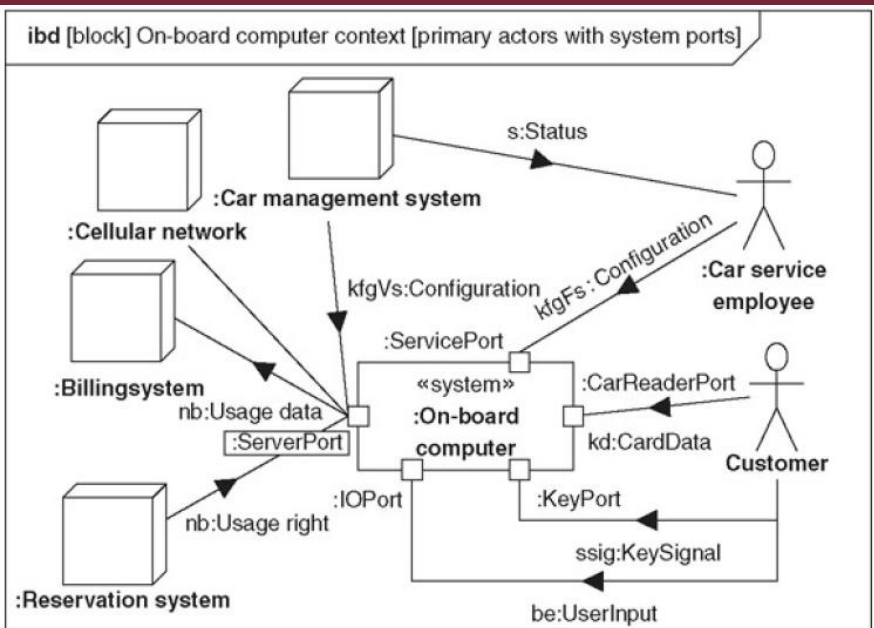 ibd [block] On-board computer context [primary actors with system ports]
s:Status
:Car management system
:Cellular network
kfgVs:Configuration
kfgFs:Configuration
:Car service
employee
:ServicePort
:Billingsystem
«system»
:On-board
computer
:CarReaderPort
nb:Usage data
:ServerPort
kd:CardData
Customer
:IOPort
:KeyPort
nb:Usage right
ssig:KeySignal
:Reservation system
be:UserInput